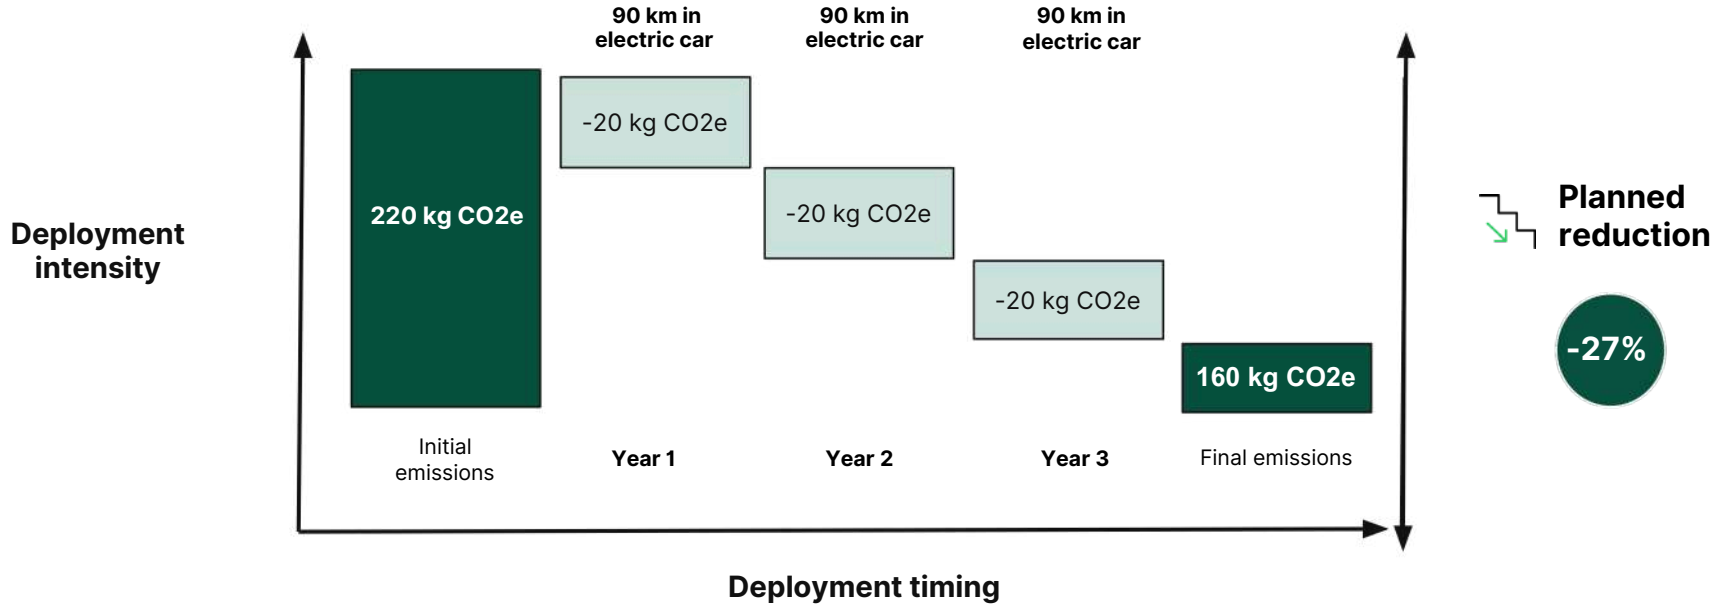 90 km in
electric car
90 km in
electric car
90 km in
electric car
-20 kg CO2e
220 kg CO2e
-20 kg CO2e
-20 kg CO2e
160 kg CO2e
Deployment
intensity
Planned
reduction
-27%
Initial
emissions
Year 1
Year 2
Year 3
Final emissions
Deployment timing